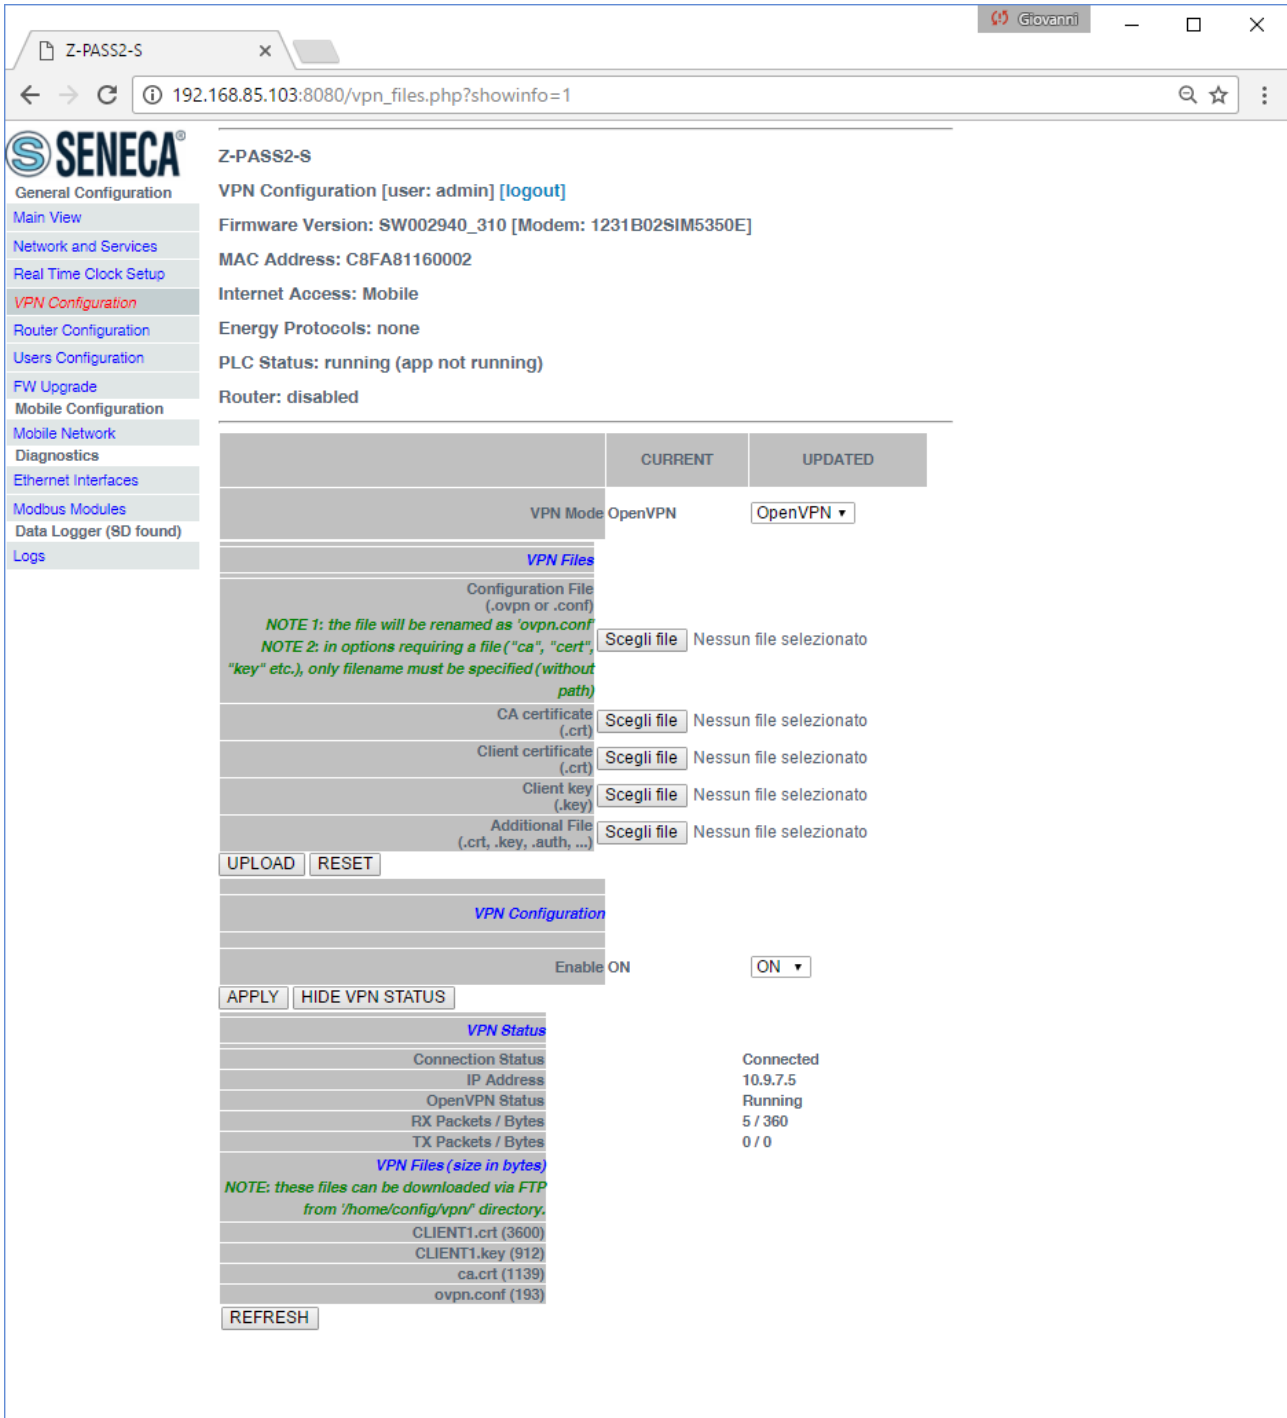 Giovanni
Z-PASS2-S
192.168.85.103:8080/vpn_files.php?showinfo=1
SENECA®
General Configuration
Main View
Network and Services
Real Time Clock Setup
VPN Configuration
Router Configuration
Users Configuration
FW Upgrade
Mobile Configuration
Mobile Network
Diagnostics
Ethernet Interfaces
Modbus Modules
Data Logger (SD found)
Logs
Z-PASS2-S
VPN Configuration [user: admin] [logout]
Firmware Version: SW002940_310 [Modem: 1231B02SIM5350E]
MAC Address: C8FA81160002
Internet Access: Mobile
Energy Protocols: none
PLC Status: running (app not running)
Router: disabled
CURRENT UPDATED
VPN Mode OpenVPN OpenVPN
VPN Files
Configuration File
(.ovpn or .conf)
NOTE 1: the file will be renamed as 'ovpn.conf'
NOTE 2: in options requiring a file ("ca", "cert",
"key" etc.), only filename must be specified (without
path)
Scegli file Nessun file selezionato
CA certificate
(.crt)
Scegli file Nessun file selezionato
Client certificate
(.crt)
Scegli file Nessun file selezionato
Client key
(.key)
Scegli file Nessun file selezionato
Additional File
(.crt, .key, .auth, ...)
Scegli file Nessun file selezionato
UPLOAD RESET
VPN Configuration
Enable ON ON
APPLY HIDE VPN STATUS
VPN Status
Connection Status Connected
IP Address 10.9.7.5
OpenVPN Status Running
RX Packets / Bytes 5 / 360
TX Packets / Bytes 0 / 0
VPN Files (size in bytes)
NOTE: these files can be downloaded via FTP
from '/home/config/vpn/' directory.
CLIENT1.crt (3600)
CLIENT1.key (912)
ca.crt (1139)
ovpn.conf (193)
REFRESH